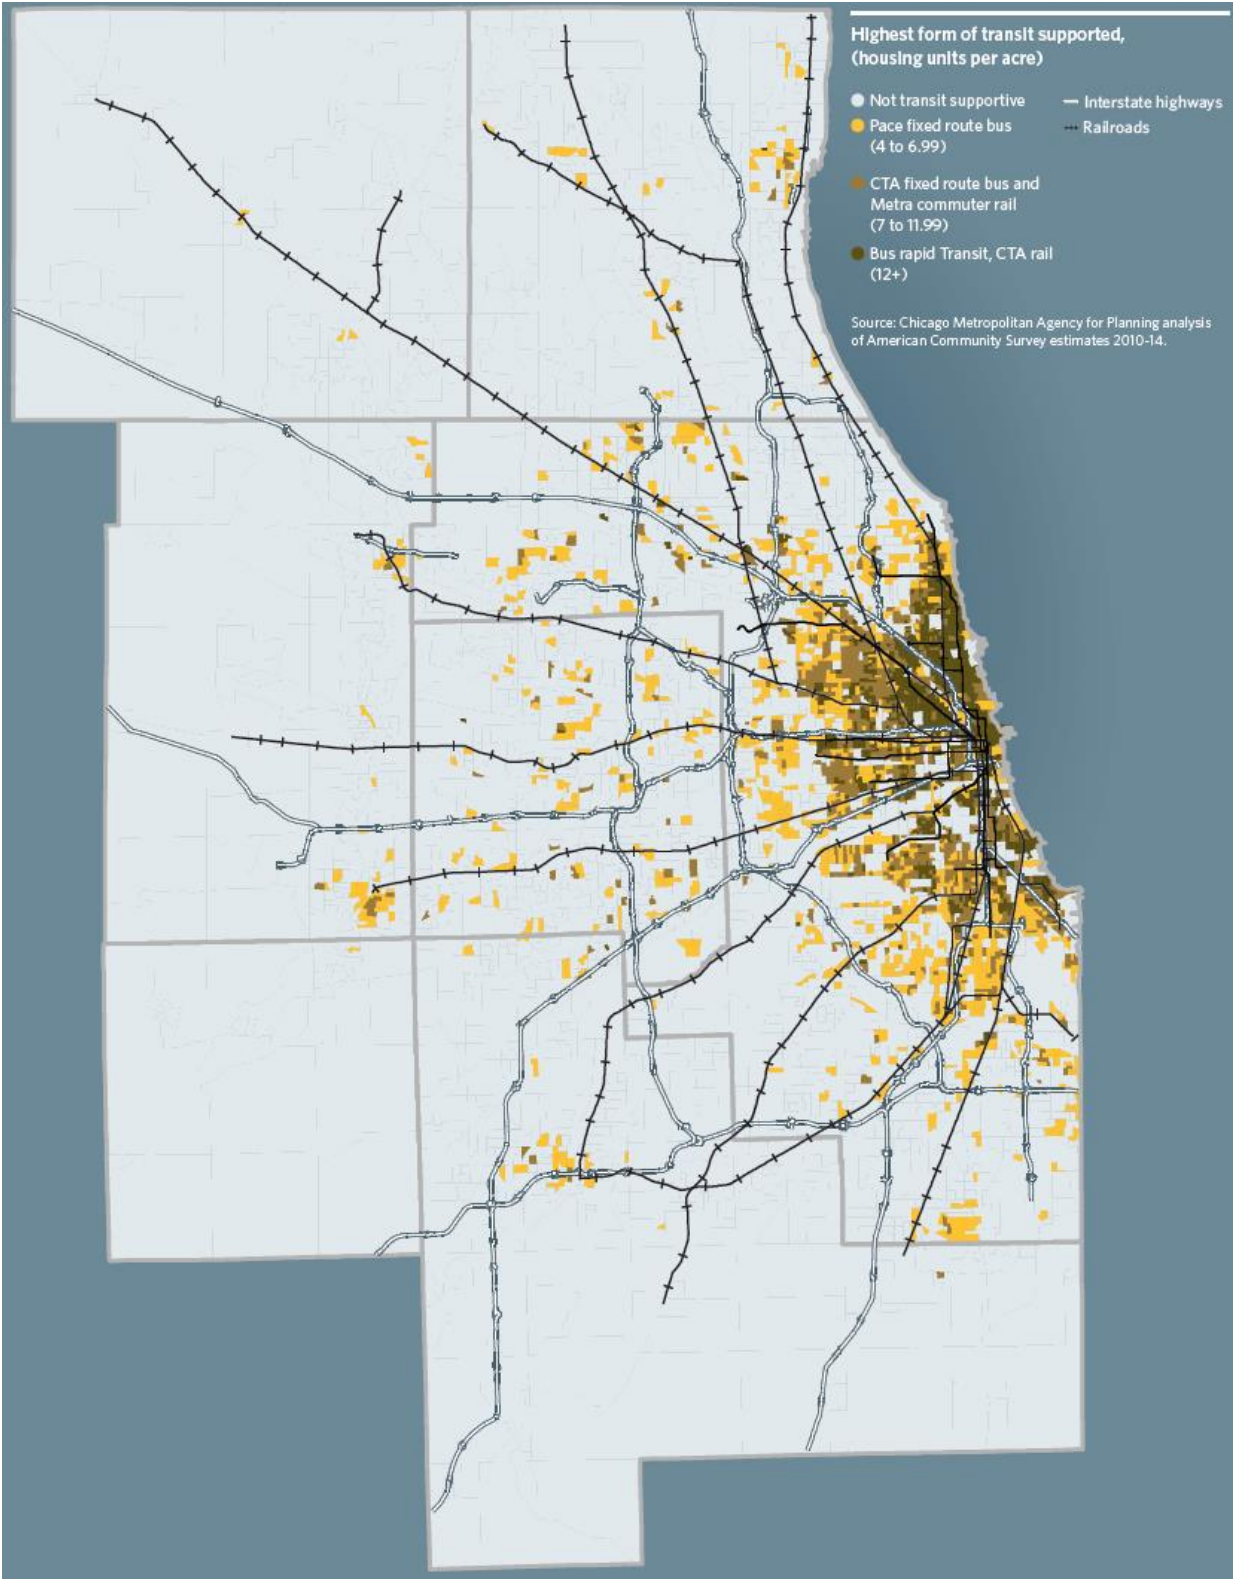 Highest form of transit supported,
(housing units per acre)
Not transit supportive
Pace fixed route bus
(4 to 6.99)
CTA fixed route bus and
Metra commuter rail
(7 to 11.99)
Bus rapid Transit, CTA rail
(12+)
Interstate highways
Railroads
Source: Chicago Metropolitan Agency for Planning analysis
of American Community Survey estimates 2010-14.